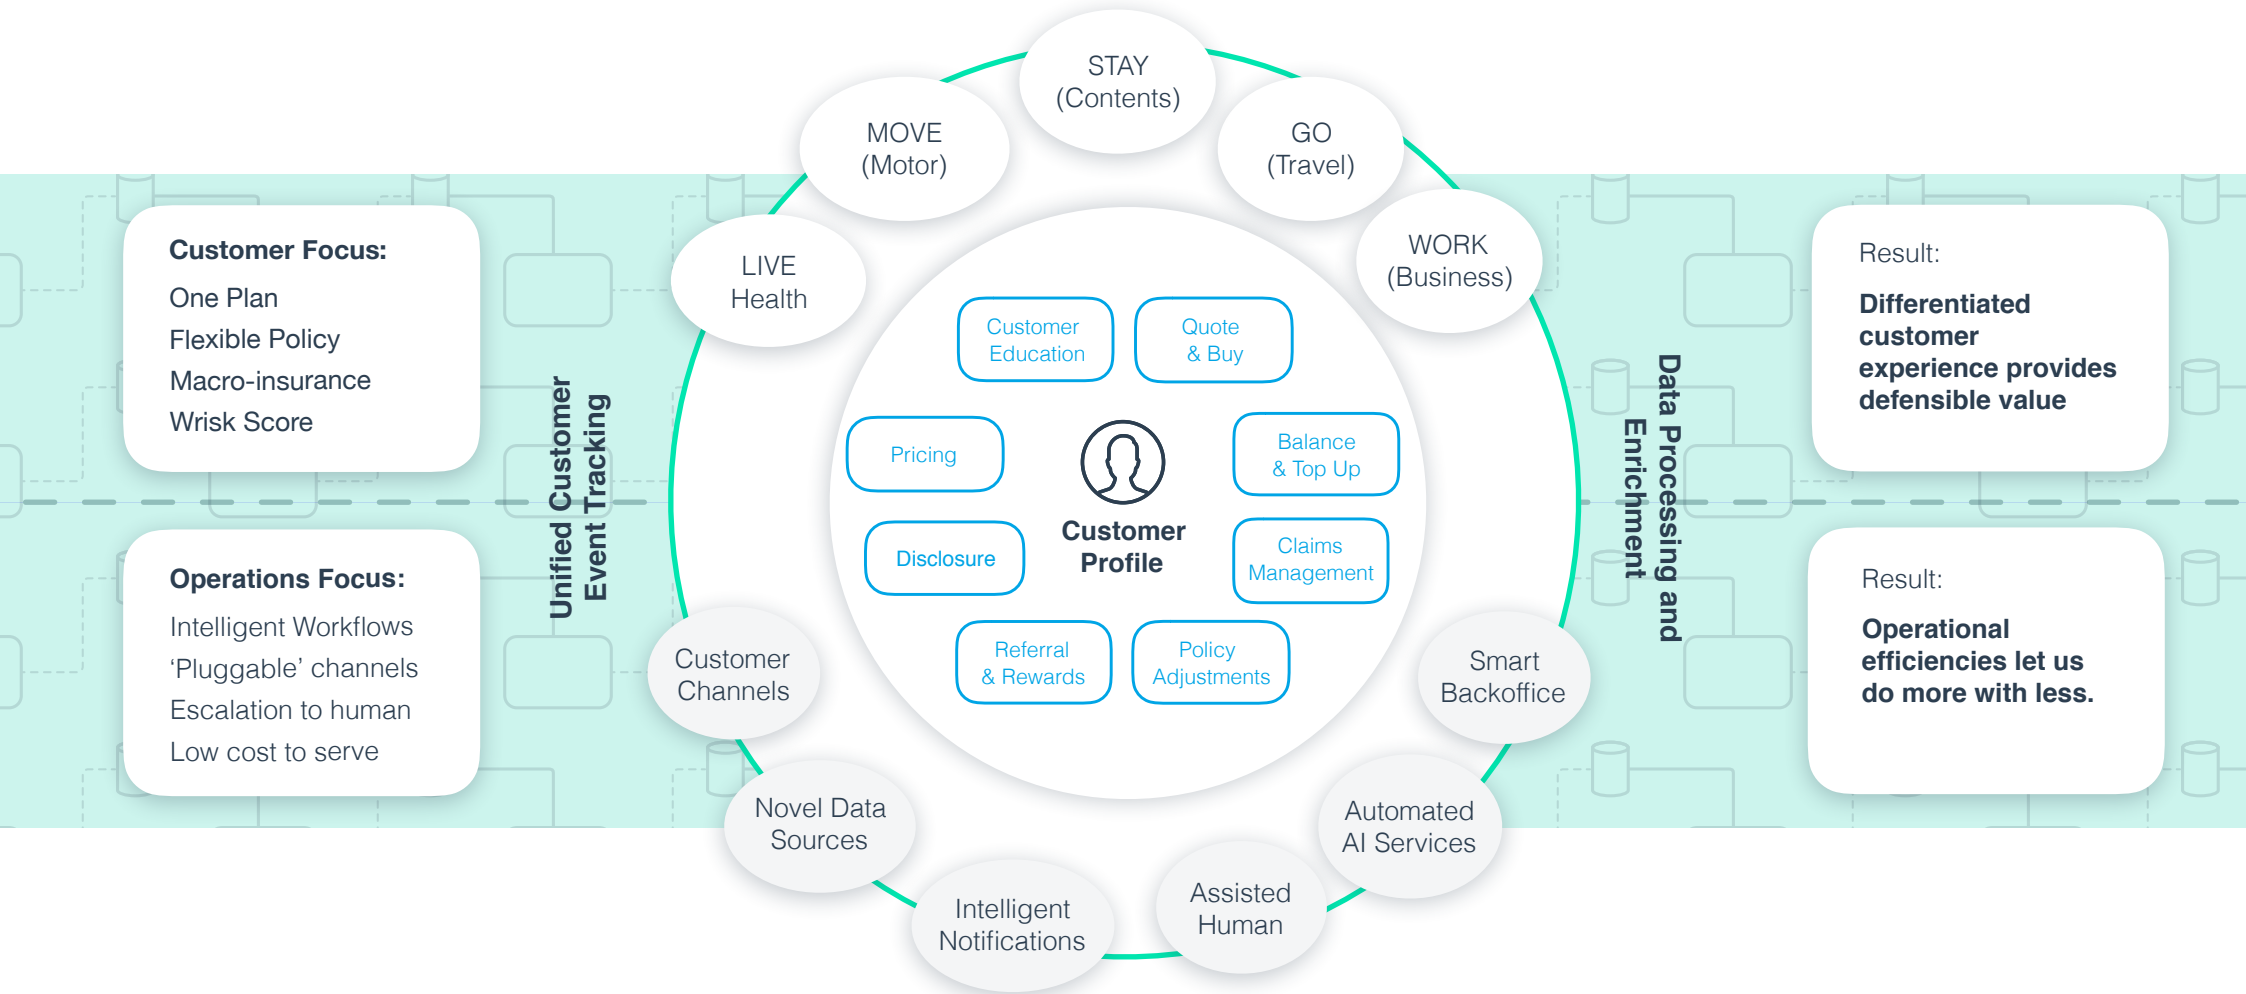 STAY
(Contents)
MOVE
(Motor)
GO
(Travel)
LIVE
Health
WORK
(Business)
Customer Focus:
One Plan
Flexible Policy
Macro-insurance
Wrisk Score
Operations Focus:
Intelligent Workflows
‘Pluggable’ channels
Escalation to human
Low cost to serve
Unified Customer
Event Tracking
Customer
Education
Quote
& Buy
Pricing
Balance
& Top Up
Customer
Profile
Disclosure
Claims
Management
Referral
& Rewards
Policy
Adjustments
Customer
Channels
Novel Data
Sources
Intelligent
Notifications
Assisted
Human
Automated
AI Services
Smart
Backoffice
Data Processing and
Enrichment
Result:
Differentiated
customer
experience provides
defensible value
Result:
Operational
efficiencies let us
do more with less.